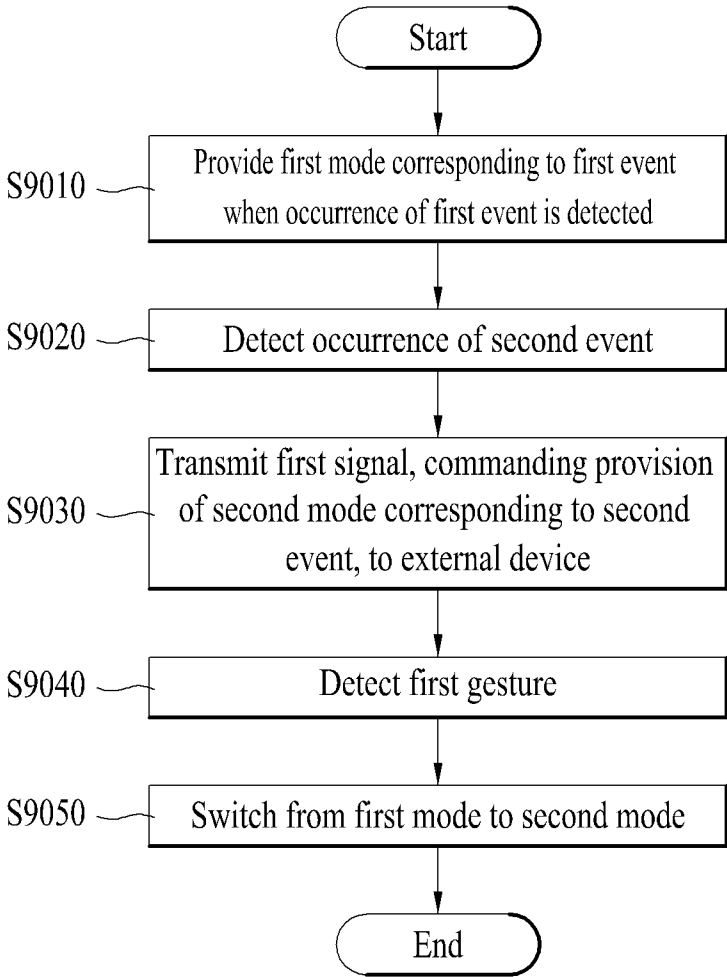 Start
S9010
Provide first mode corresponding to first event
when occurrence of first event is detected
S9020
Detect occurrence of second event
S9030
Transmit first signal, commanding provision
of second mode corresponding to second
event, to external device
S9040
Detect first gesture
S9050
Switch from first mode to second mode
End